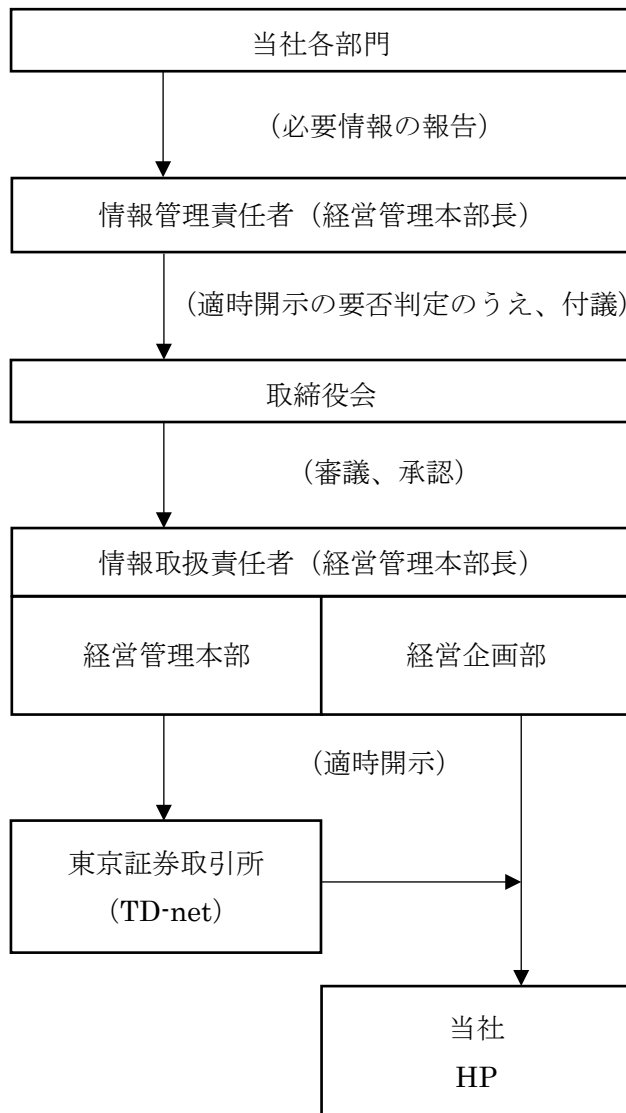 当社各部門
（必要情報の報告）
情報管理責任者（経営管理本部長）
（適時開示の要否判定のうえ、付議）
取締役会
（審議、承認）
情報取扱責任者（経営管理本部長）
経営管理本部
経営企画部
（適時開示）
東京証券取引所
（TD-net）
当社
HP